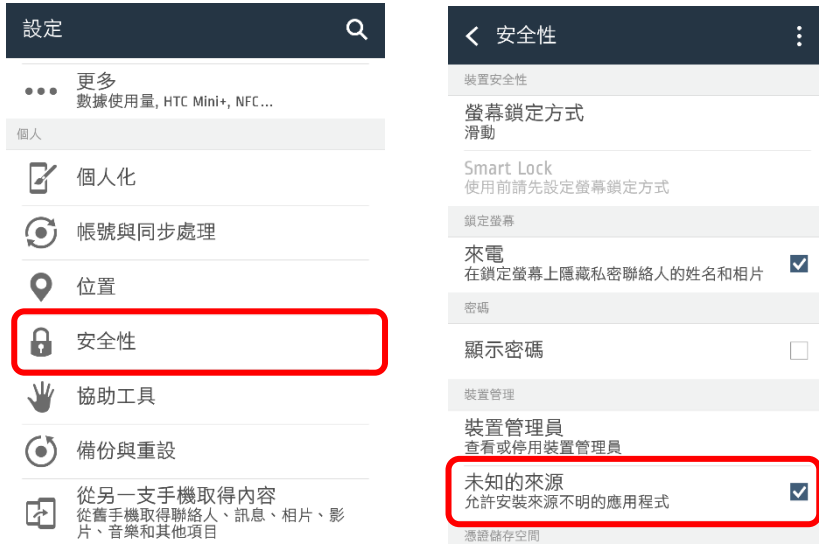 設定
更多
數據使用量, HTC Mini+, NFC...
個人
個人化
帳號與同步處理
位置
安全性
協助工具
備份與重設
從另一支手機取得內容
從舊手機取得聯絡人、訊息、相片、影
片、音樂和其他項目
安全性
裝置安全性
螢幕鎖定方式
滑動
Smart Lock
使用前請先設定螢幕鎖定方式
鎖定螢幕
來電
在鎖定螢幕上隱藏私密聯絡人的姓名和相片
密碼
顯示密碼
裝置管理
裝置管理員
查看或停用裝置管理員
未知的來源
允許安裝來源不明的應用程式
憑證儲存空間